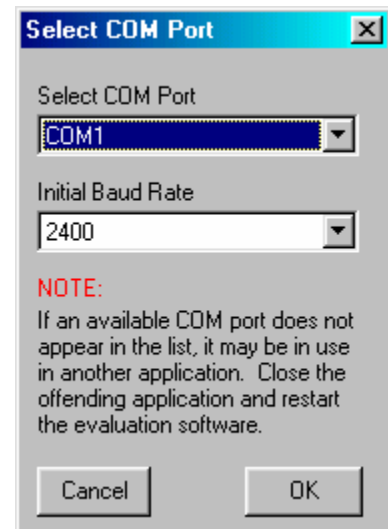 Select COM Port
Select COM Port
COM1
Initial Baud Rate
2400
NOTE:
If an available COM port does not
appear in the list, it may be in use
in another application.  Close the
offending application and restart
the evaluation software.
Cancel OK